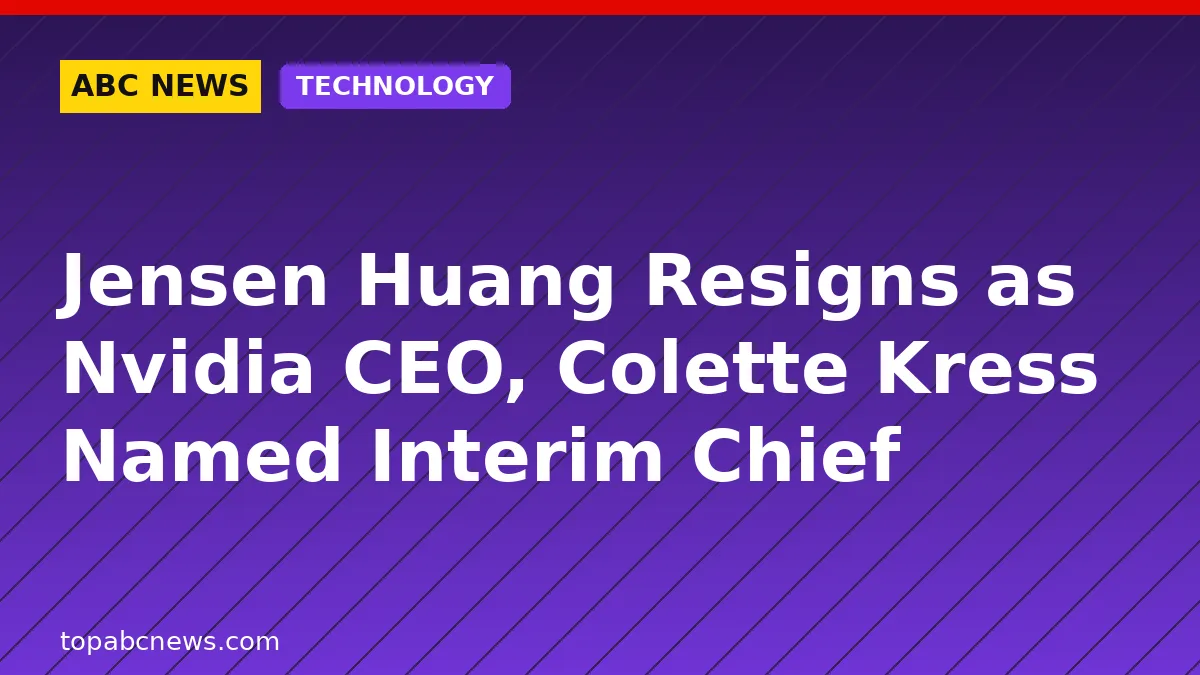 ABC NEWS
TECHNOLOGY
Jensen Huang Resigns as
Nvidia CEO, Colette Kress
Named Interim Chief
topabcnews.com